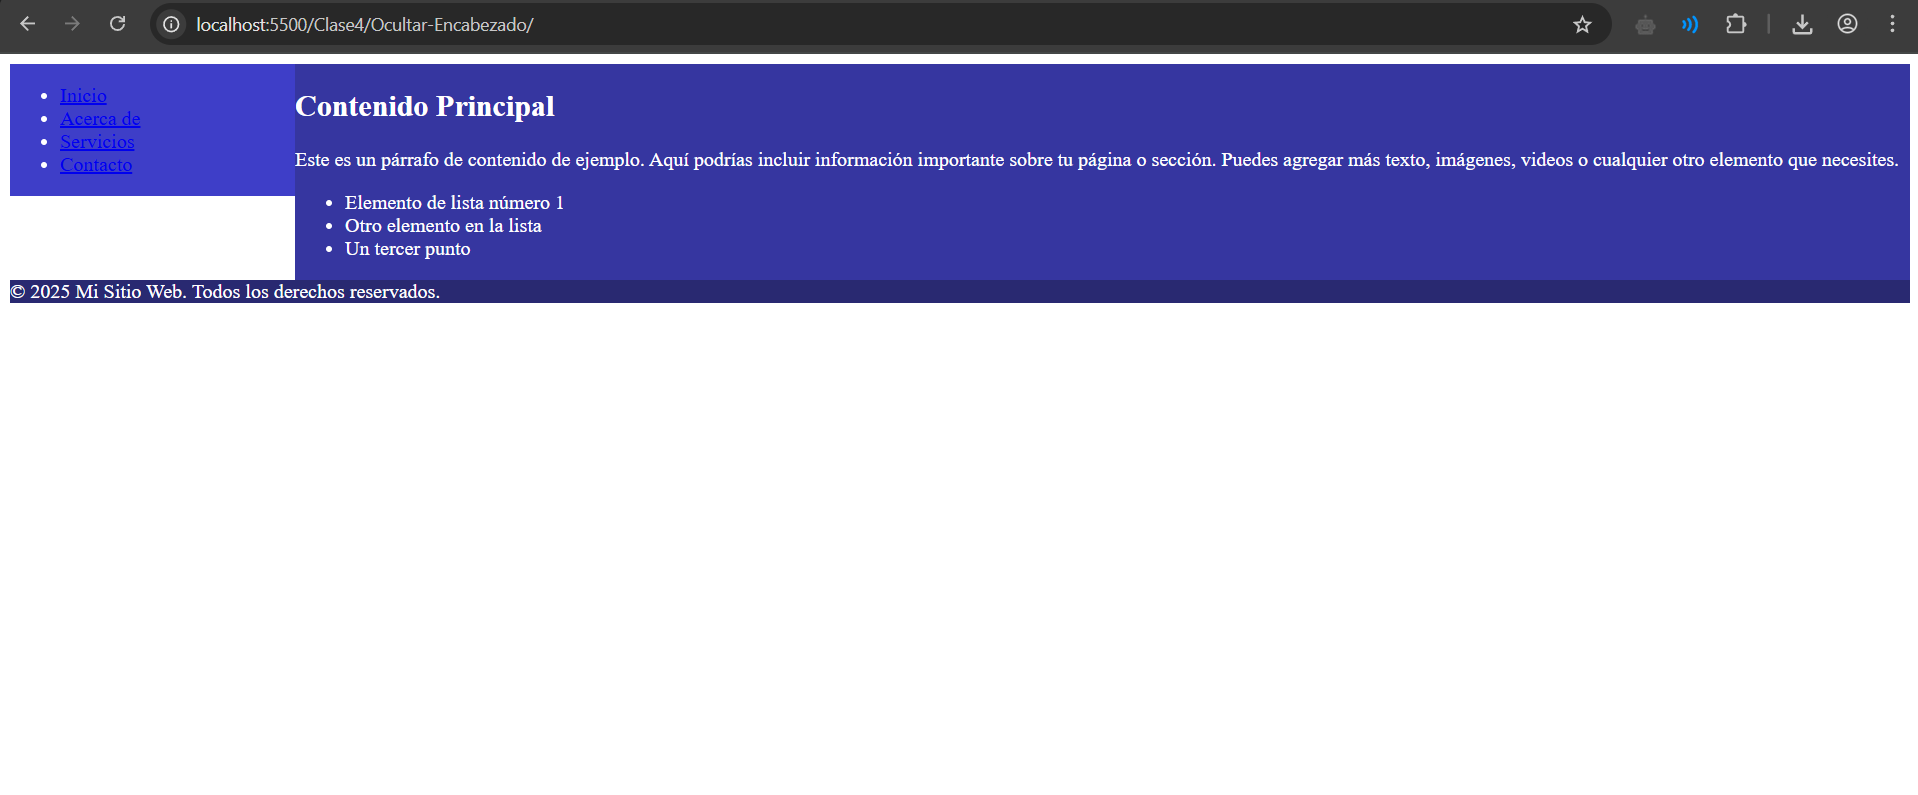 localhost:5500/Clase4/Ocultar-Encabezado/
Inicio
Acerca de
Servicios
Contacto
Contenido Principal
Este es un párrafo de contenido de ejemplo. Aquí podrías incluir información importante sobre tu página o sección. Puedes agregar más texto, imágenes, videos o cualquier otro elemento que necesites.
Elemento de lista número 1
Otro elemento en la lista
Un tercer punto
© 2025 Mi Sitio Web. Todos los derechos reservados.